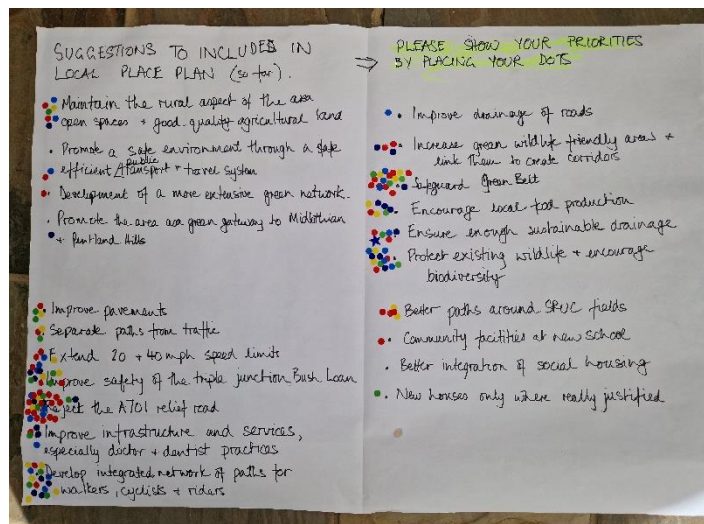 SUGGESTIONS TO INCLUDED IN
LOCAL PLACE PLAN (so far).
Maintain the rural aspect of the area
open spaces + good quality agricultural land
Promote a safe environment through a safe
efficient public transport + travel system
Development of a more extensive green network.
Promote the area as a green gateway to Midlothian
+ Pentland Hills
Improve pavements
Separate paths from traffic
Extend 20 + 40 mph speed limits
Improve safety of the triple junction Bush Loan
Reject the A701 relief road
Improve infrastructure and services,
especially doctor + dentist practices
Develop integrated network of paths for
walkers, cyclists + riders
⇒ PLEASE SHOW YOUR PRIORITIES
BY PLACING YOUR DOTS
Improve drainage of roads
Increase green wildlife friendly areas +
link them to create corridors
Safeguard Green Belt
Encourage local food production
Ensure enough sustainable drainage
Protect existing wildlife + encourage
biodiversity
Better paths around SRUC fields
Community facilities at new school
Better integration of social housing
New houses only where really justified